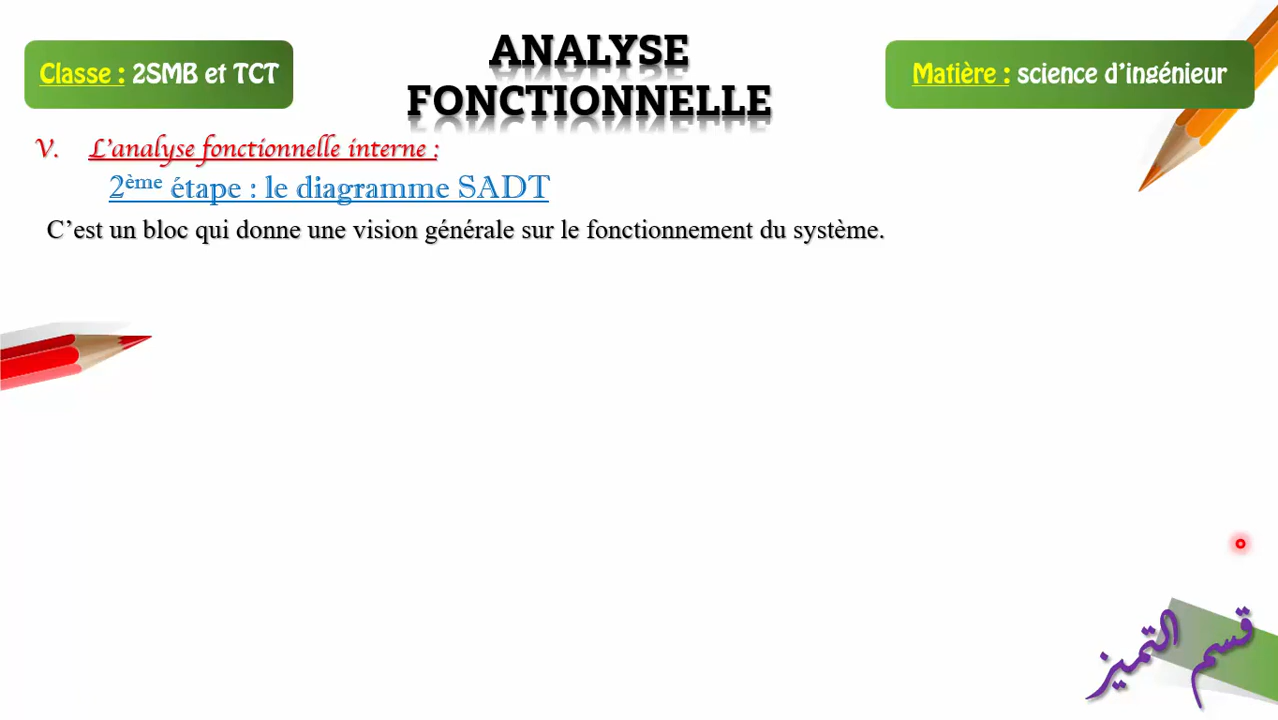 Classe : 2SMB et TCT
ANALYSE
FONCTIONNELLE
Matière : science d’ingénieur
V. L’analyse fonctionnelle interne :
2ème étape : le diagramme SADT
C’est un bloc qui donne une vision générale sur le fonctionnement du système.
قسم التميز